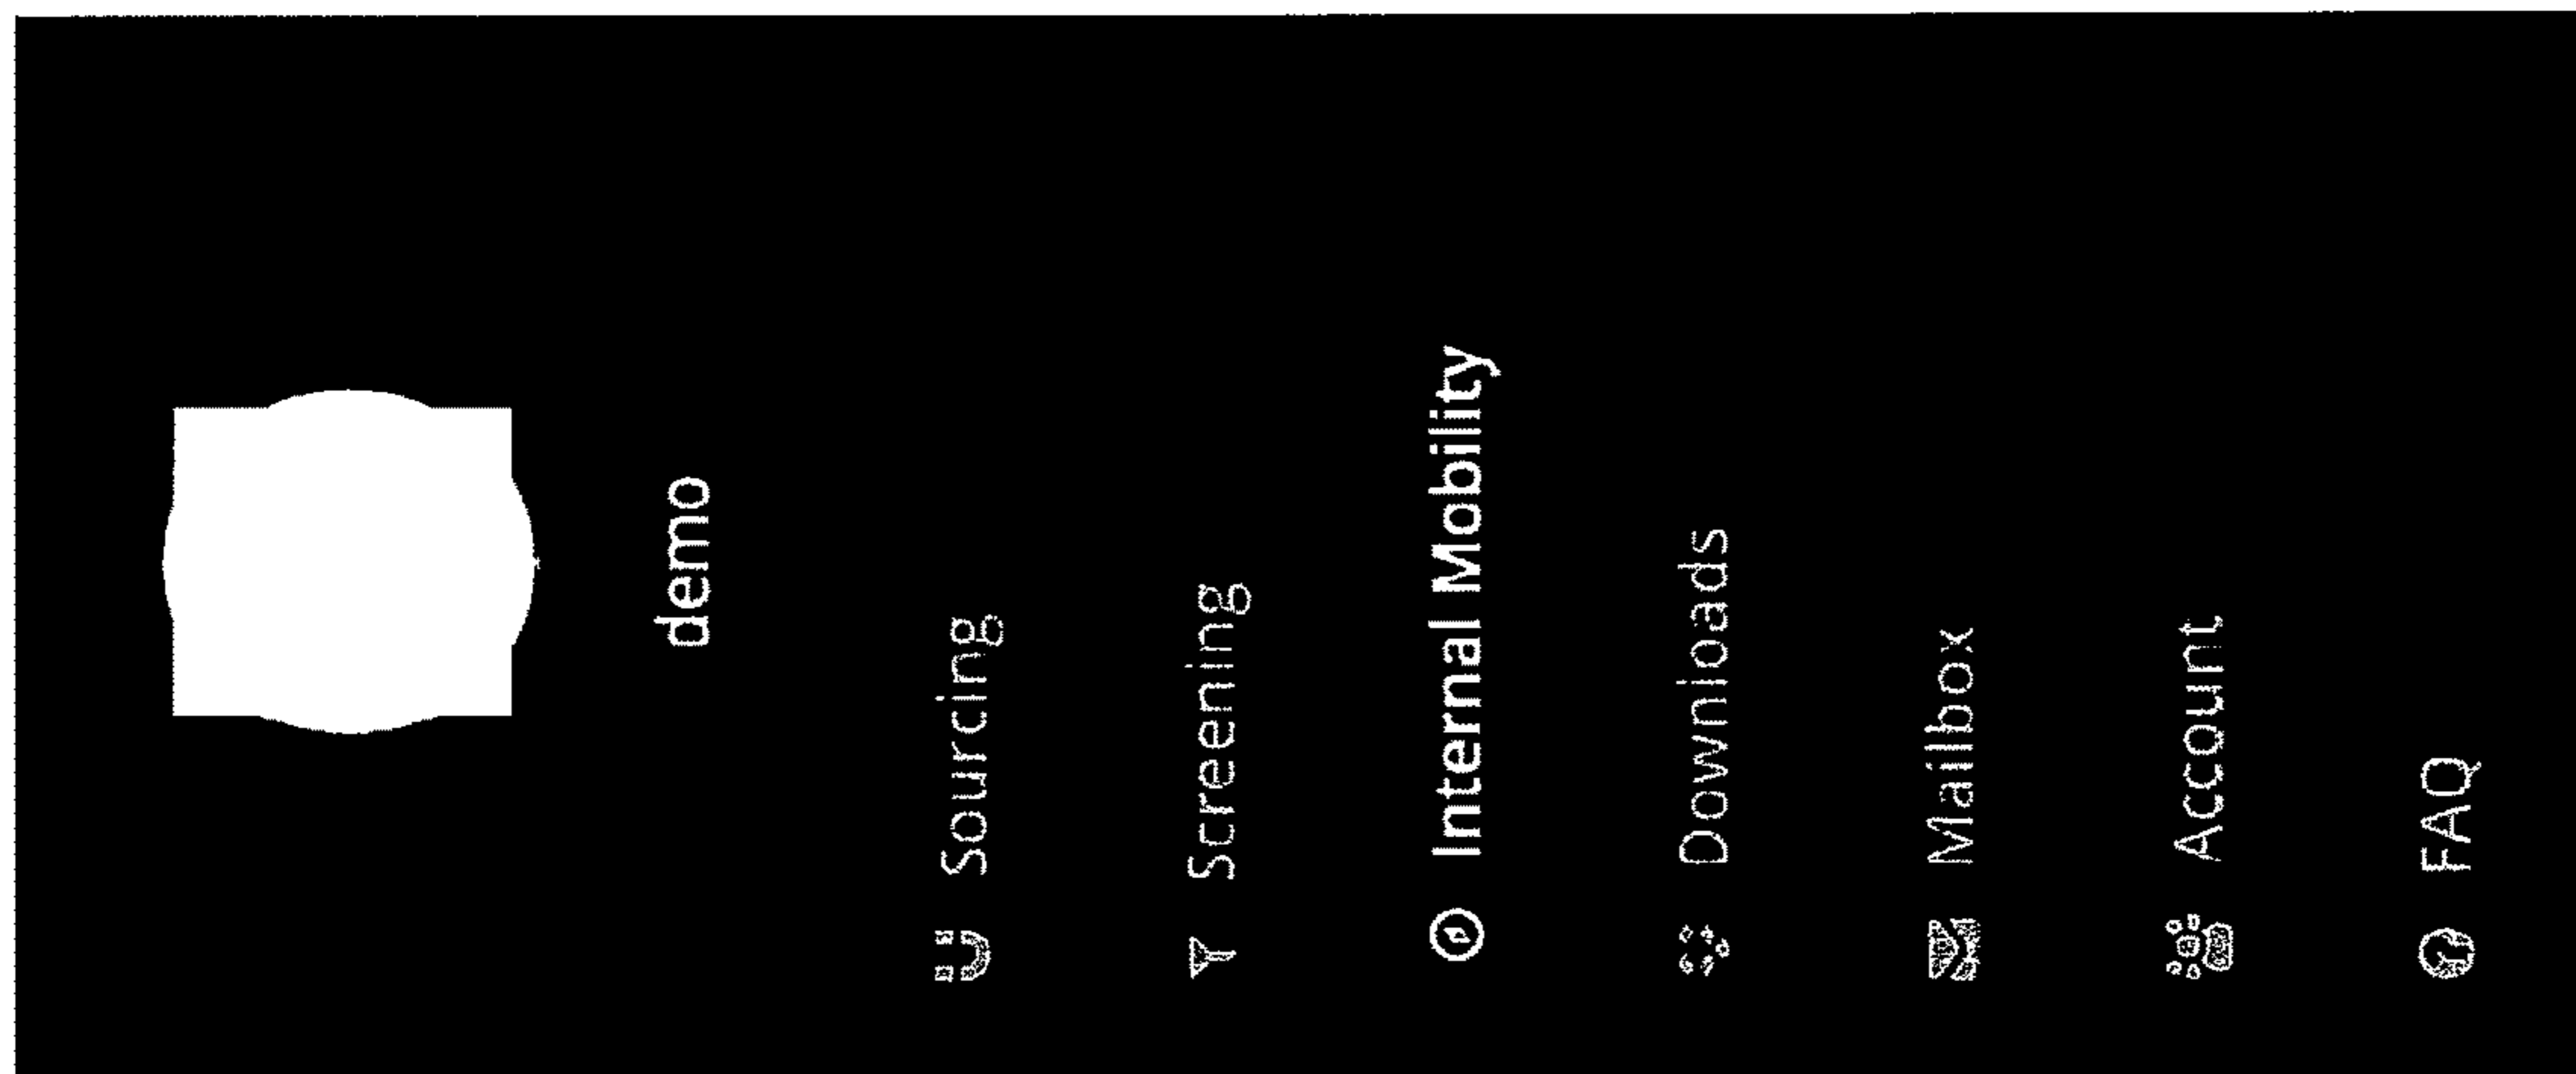 demo
Sourcing
Screening
Internal Mobility
Downloads
Mailbox
Account
FAQ